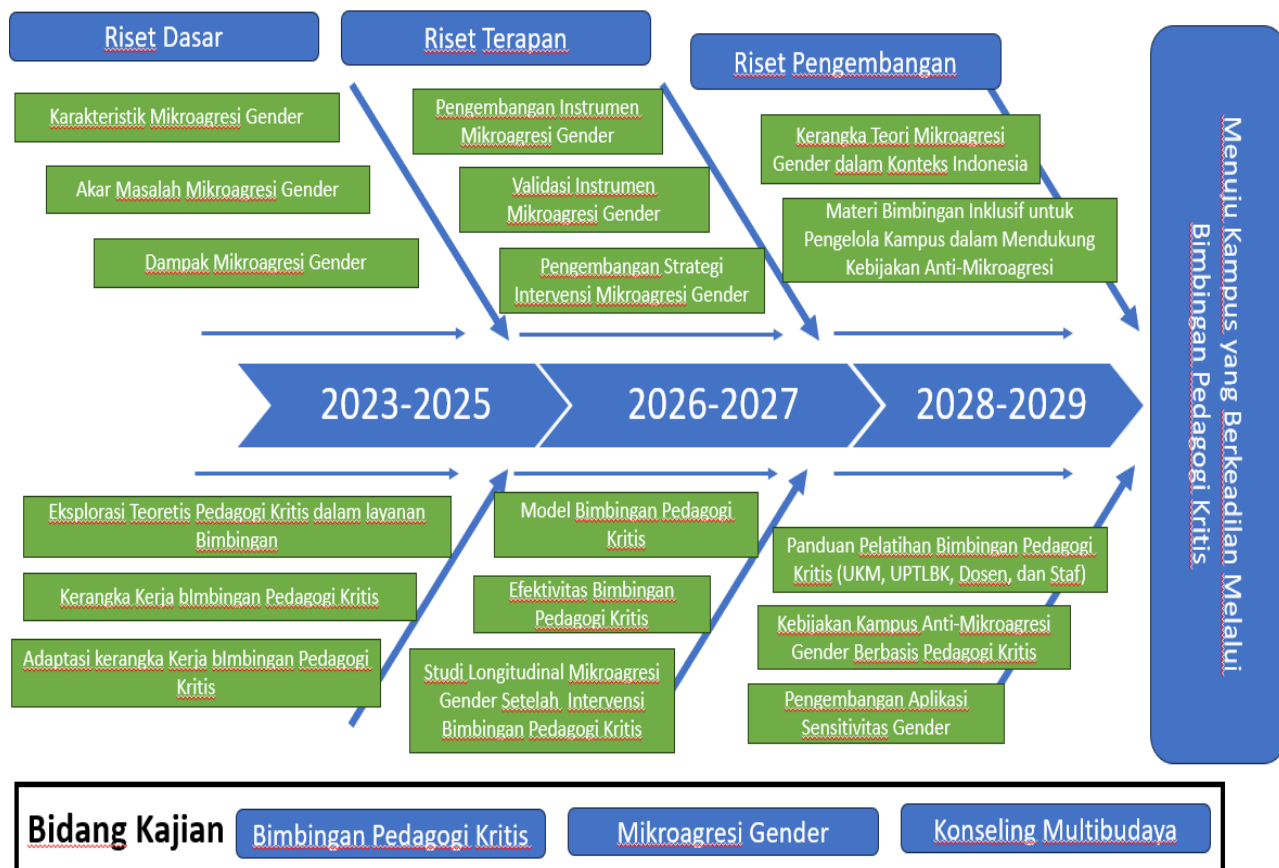 Riset Dasar
Riset Terapan
Riset Pengembangan
Karakteristik Mikroagresi Gender
Akar Masalah Mikroagresi Gender
Dampak Mikroagresi Gender
Pengembangan Instrumen
Mikroagresi Gender
Validasi Instrumen
Mikroagresi Gender
Pengembangan Strategi
Intervensi Mikroagresi Gender
Kerangka Teori Mikroagresi
Gender dalam Konteks Indonesia
Materi Bimbingan Inklusif untuk
Pengelola Kampus dalam Mendukung
Kebijakan Anti-Mikroagresi
2023-2025
2026-2027
2028-2029
Eksplorasi Teoretis Pedagogi Kritis dalam layanan
Bimbingan
Kerangka Kerja bImbingan Pedagogi Kritis
Adaptasi kerangka Kerja bImbingan Pedagogi
Kritis
Model Bimbingan Pedagogi
Kritis
Efektivitas Bimbingan
Pedagogi Kritis
Studi Longitudinal Mikroagresi
Gender Setelah Intervensi
Bimbingan Pedagogi Kritis
Panduan Pelatihan Bimbingan Pedagogi
Kritis (UKM, UPTLBK, Dosen, dan Staf)
Kebijakan Kampus Anti-Mikroagresi
Gender Berbasis Pedagogi Kritis
Pengembangan Aplikasi
Sensitivitas Gender
Menuju Kampus yang Berkeadilan Melalui
Bimbingan Pedagogi Kritis
Bidang Kajian
Bimbingan Pedagogi Kritis
Mikroagresi Gender
Konseling Multibudaya